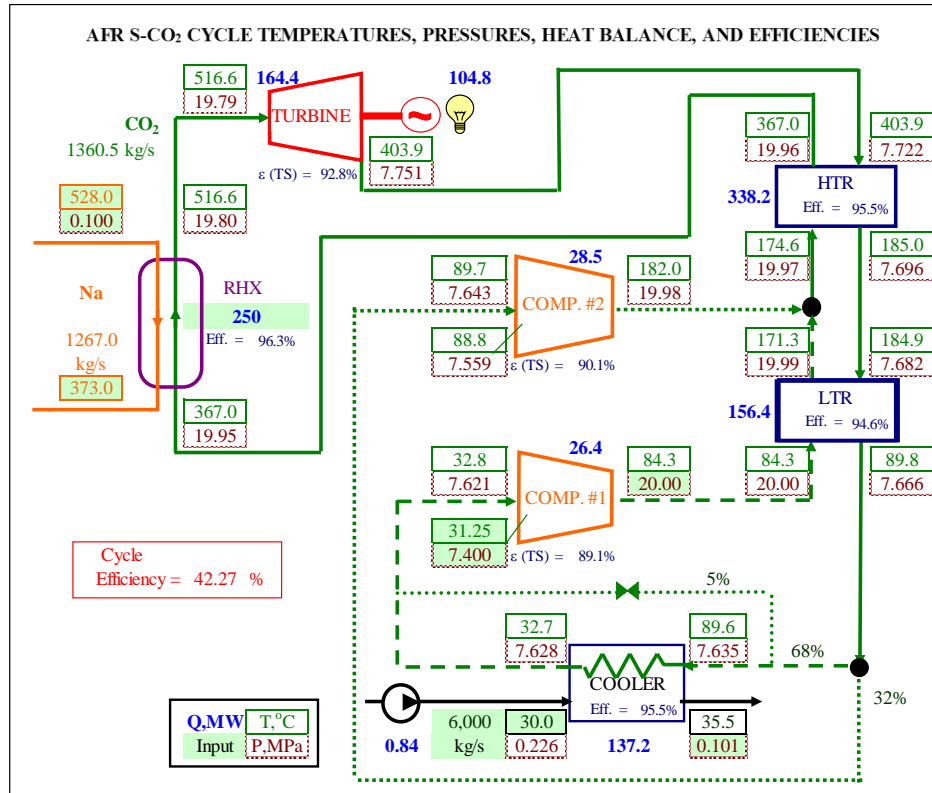 AFR S-CO₂ CYCLE TEMPERATURES, PRESSURES, HEAT BALANCE, AND EFFICIENCIES
516.6
19.79
164.4
104.8
TURBINE
~
CO₂
1360.5 kg/s
403.9
7.751
ε (TS) = 92.8%
367.0
19.96
403.9
7.722
HTR
Eff. = 95.5%
338.2
528.0
0.100
516.6
19.80
174.6
19.97
185.0
7.696
28.5
89.7
7.643
COMP. #2
182.0
19.98
88.8
7.559
ε (TS) = 90.1%
Na
RHX
250
Eff. = 96.3%
1267.0
kg/s
373.0
171.3
19.99
184.9
7.682
LTR
Eff. = 94.6%
156.4
367.0
19.95
26.4
32.8
7.621
COMP. #1
84.3
20.00
84.3
20.00
89.8
7.666
31.25
7.400
ε (TS) = 89.1%
Cycle
Efficiency = 42.27 %
5%
32.7
7.628
89.6
7.635
68%
32%
COOLER
Eff. = 95.5%
Q,MW T,°C
Input P,MPa
0.84
6,000
kg/s
30.0
0.226
137.2
35.5
0.101